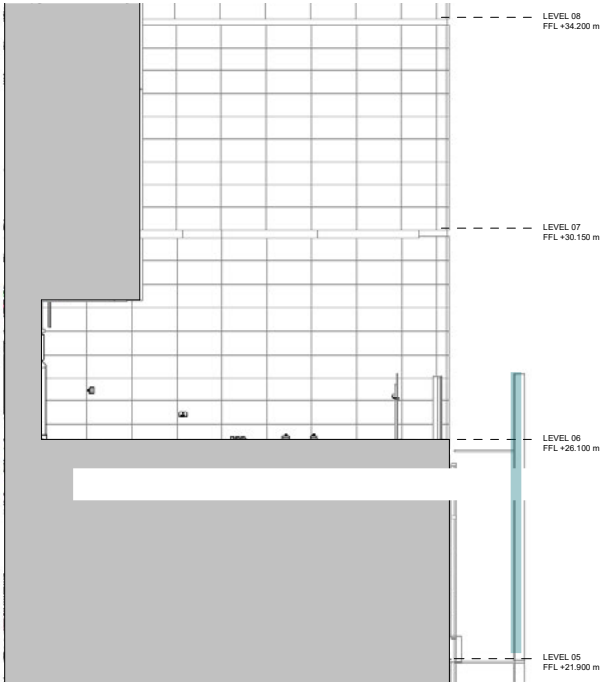 LEVEL 08
FFL +34.200 m
LEVEL 07
FFL +30.150 m
LEVEL 06
FFL +26.100 m
LEVEL 05
FFL +21.900 m